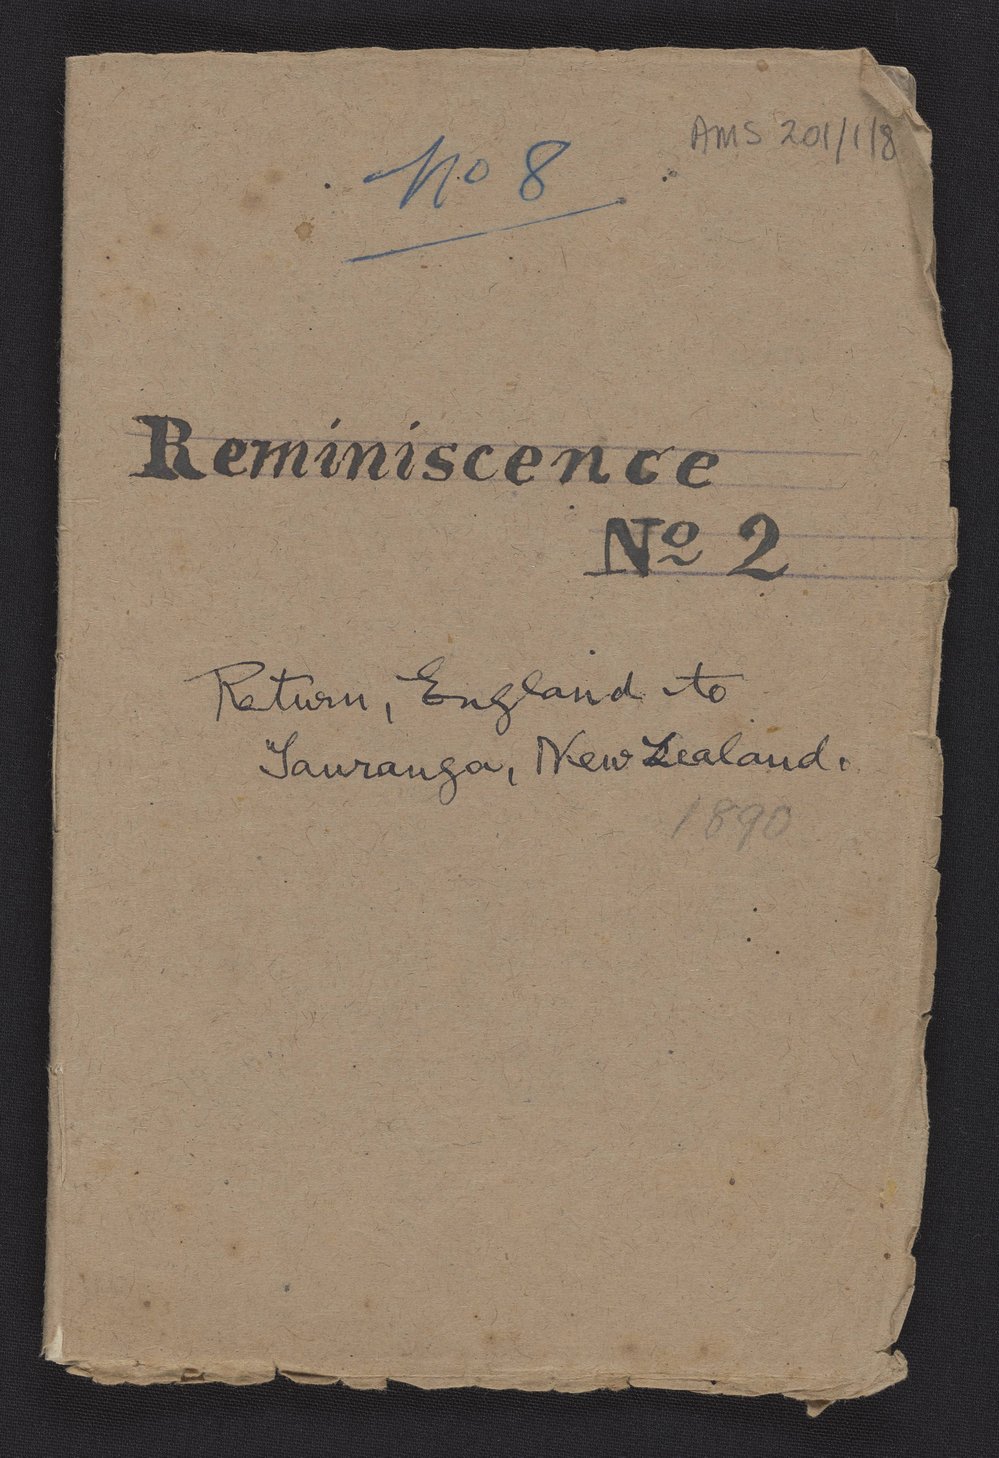 AMS 201/1/8
No 8
Reminiscence
No 2
Return, England to
Tauranga, New Zealand.
1890